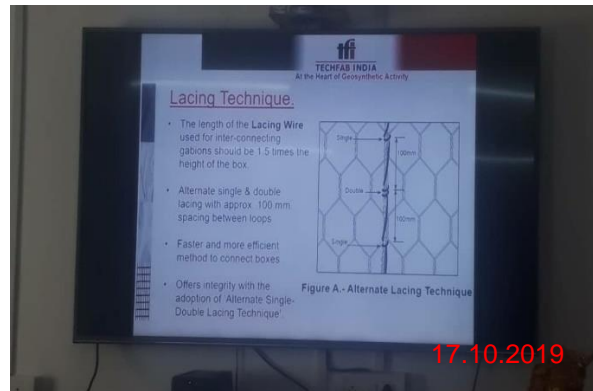 tfi
TECHFAB INDIA
At the Heart of Geosynthetic Activity
Lacing Technique.
• The length of the Lacing Wire
used for inter-connecting
gabions should be 1.5 times the
height of the box.
• Alternate single & double
lacing with approx. 100 mm.
spacing between loops
• Faster and more efficient
method to connect boxes
• Offers integrity with the
adoption of 'Alternate Single-
Double Lacing Technique'.
Single
100mm
Double
100mm
Single
Figure A.- Alternate Lacing Technique
17.10.2019